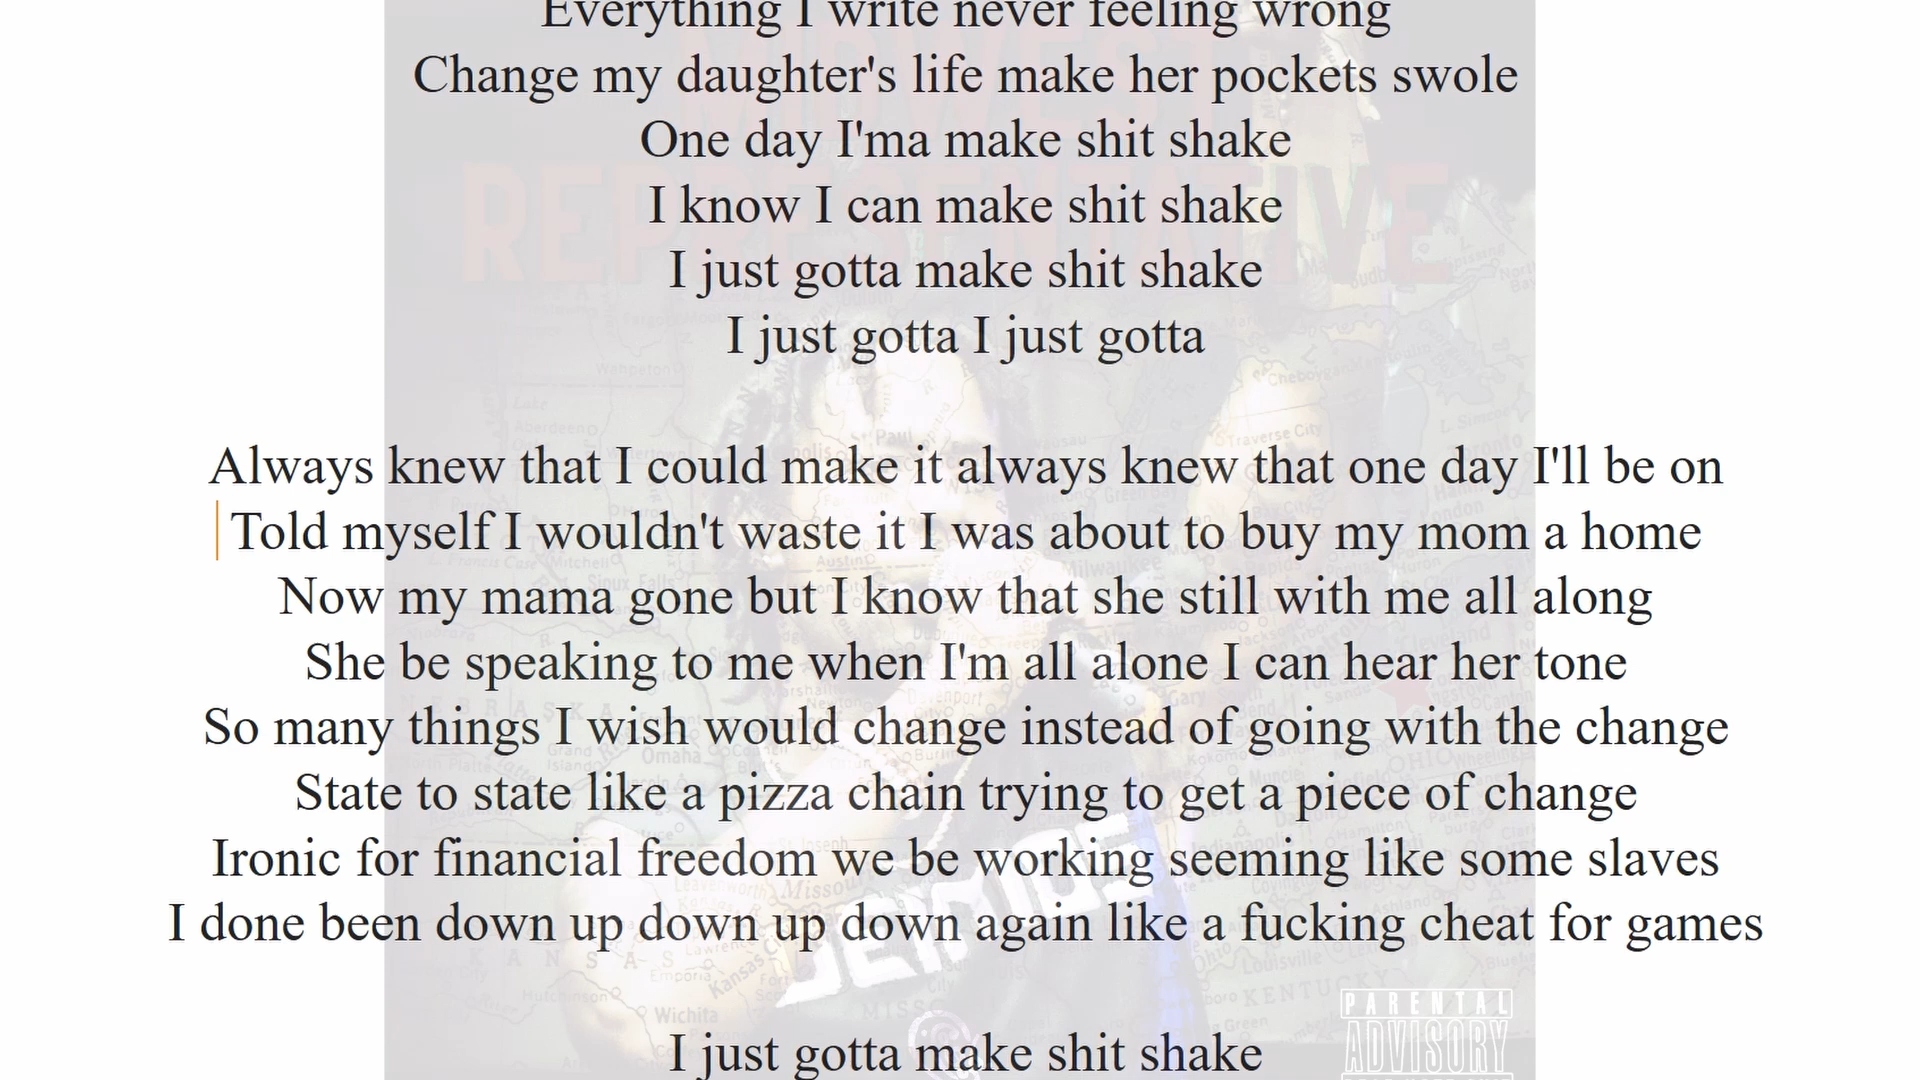 Everything I write never feeling wrong
Change my daughter's life make her pockets swole
One day I'ma make shit shake
I know I can make shit shake
I just gotta make shit shake
I just gotta I just gotta
Always knew that I could make it always knew that one day I'll be on
Told myself I wouldn't waste it I was about to buy my mom a home
Now my mama gone but I know that she still with me all along
She be speaking to me when I'm all alone I can hear her tone
So many things I wish would change instead of going with the change
State to state like a pizza chain trying to get a piece of change
Ironic for financial freedom we be working seeming like some slaves
I done been down up down up down again like a fucking cheat for games
I just gotta make shit shake
MIDWEST
REPRESENTATIVE
PARENTAL
ADVISORY